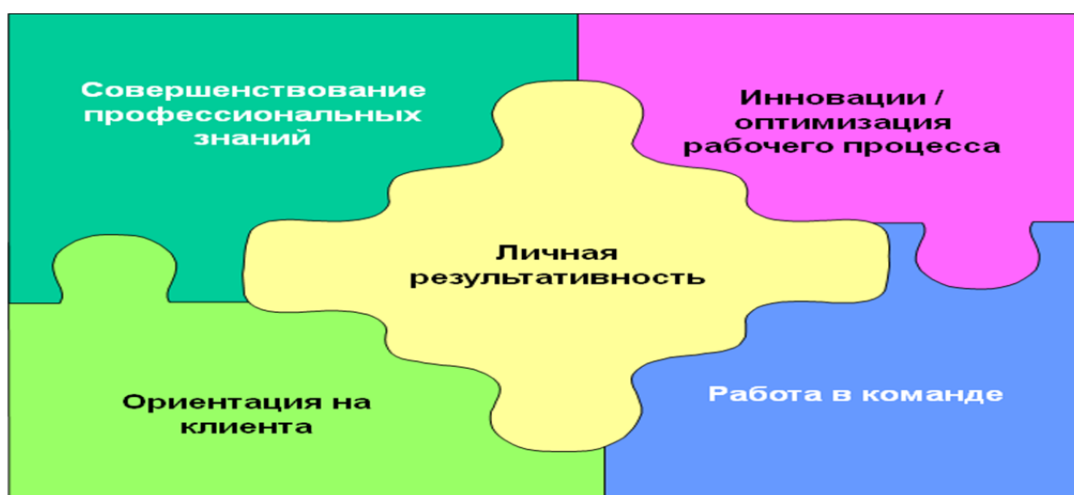 Совершенствование
профессиональных
знаний
Инновации /
оптимизация
рабочего процесса
Личная
результативность
Ориентация на
клиента
Работа в команде